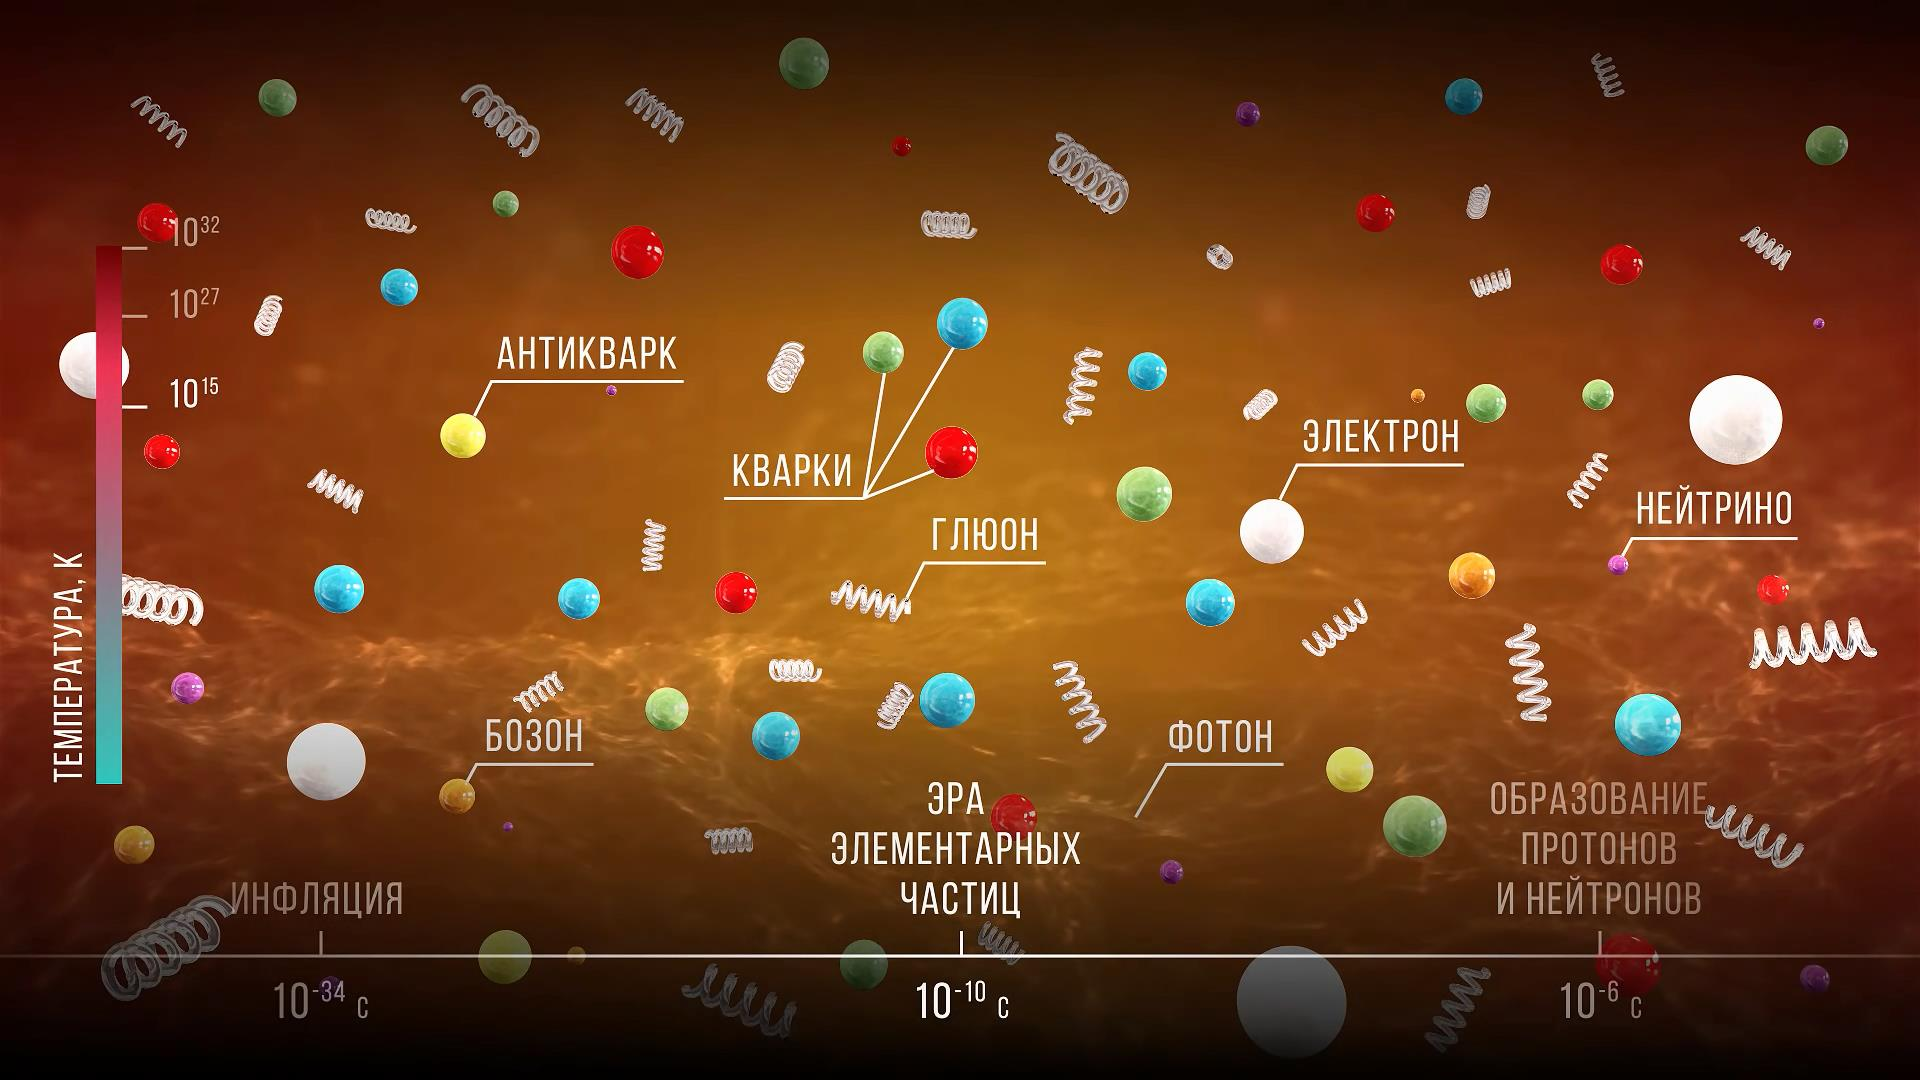 10³²
10²⁷
10¹⁵
ТЕМПЕРАТУРА, К
АНТИКВАРК
КВАРКИ
ГЛЮОН
ЭЛЕКТРОН
НЕЙТРИНО
БОЗОН
ФОТОН
ИНФЛЯЦИЯ
10⁻³⁴ с
ЭРА
ЭЛЕМЕНТАРНЫХ
ЧАСТИЦ
10⁻¹⁰ с
ОБРАЗОВАНИЕ
ПРОТОНОВ
И НЕЙТРОНОВ
10⁻⁶ с